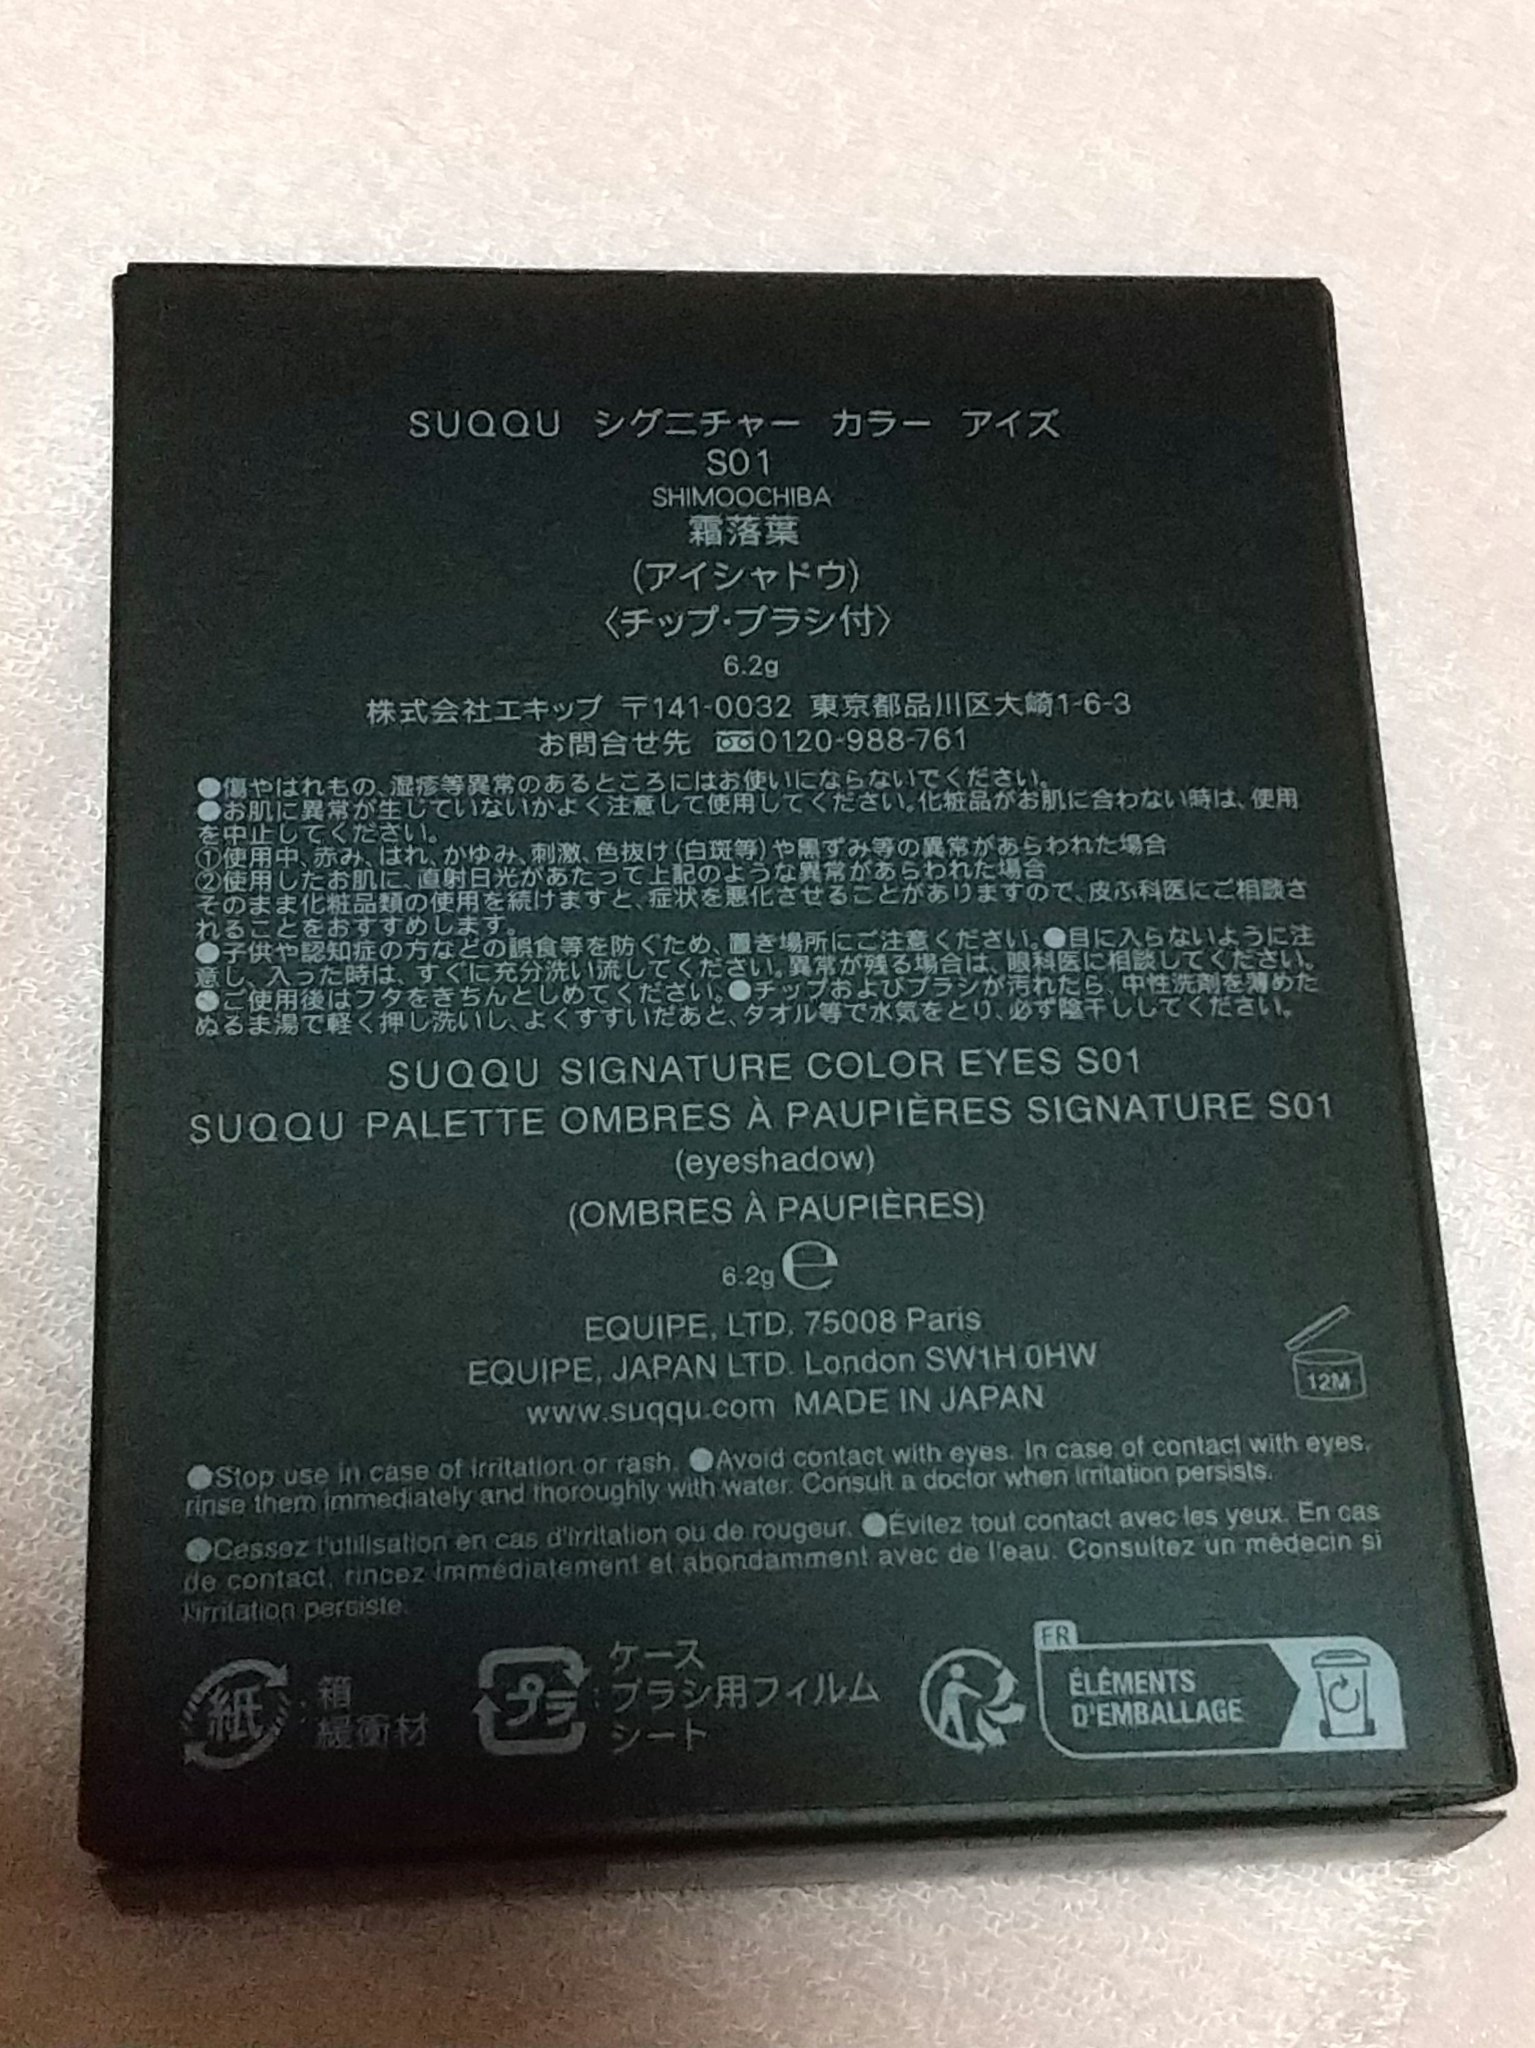 SUQQU シグニチャー カラー アイズ
S01
SHIMOOCHIBA
霜落葉
(アイシャドウ)
〈チップ・ブラシ付〉
6.2g
株式会社エキップ 〒141-0032 東京都品川区大崎1-6-3
お問合せ先 0120-988-761
●傷やはれもの、湿疹等異常のあるところにはお使いにならないでください。
●お肌に異常が生じていないかよく注意して使用してください。化粧品がお肌に合わない時は、使用
を中止してください。
①使用中、赤み、はれ、かゆみ、刺激、色抜け(白斑等)や黒ずみ等の異常があらわれた場合
②使用したお肌に、直射日光があたって上記のような異常があらわれた場合
そのまま化粧品類の使用を続けますと、症状を悪化させることがありますので、皮ふ科医にご相談さ
れることをおすすめします。
●子供や認知症の方などの誤食等を防ぐため、置き場所にご注意ください。●目に入らないように注
意し、入った時は、すぐに充分洗い流してください。異常が残る場合は、眼科医に相談してください。
●ご使用後はフタをきちんとしめてください。●チップおよびブラシが汚れたら、中性洗剤を薄めた
ぬるま湯で軽く押し洗いし、よくすすいだあと、タオル等で水気をとり、必ず陰干ししてください。
SUQQU SIGNATURE COLOR EYES S01
SUQQU PALETTE OMBRES À PAUPIÈRES SIGNATURE S01
(eyeshadow)
(OMBRES À PAUPIÈRES)
6.2g ℮
EQUIPE, LTD. 75008 Paris
EQUIPE, JAPAN LTD. London SW1H 0HW
www.suqqu.com MADE IN JAPAN
12M
●Stop use in case of irritation or rash. ●Avoid contact with eyes. In case of contact with eyes,
rinse them immediately and thoroughly with water. Consult a doctor when irritation persists.
●Cessez l'utilisation en cas d'irritation ou de rougeur. ●Évitez tout contact avec les yeux. En cas
de contact, rincez immédiatement et abondamment avec de l'eau. Consultez un médecin si
l'irritation persiste.
紙 : 箱
緩衝材
プラ : ケース
ブラシ用フィルム
シート
FR
ÉLÉMENTS
D'EMBALLAGE